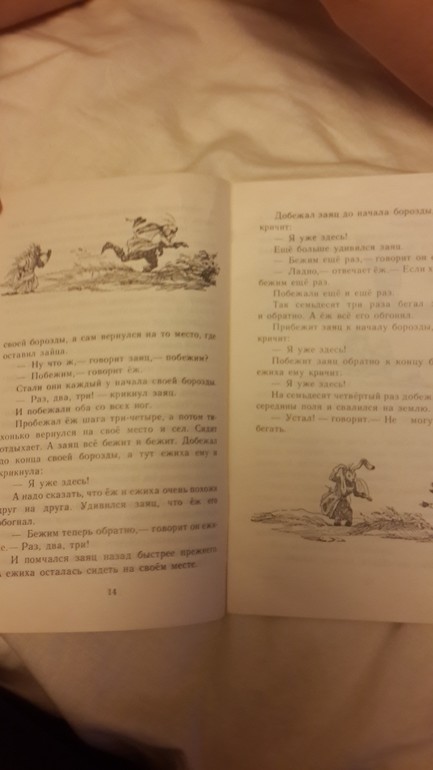 своей борозды, а сам вернулся на то место, где
оставил зайца.
— Ну что ж,— говорит заяц,— побежим?
— Побежим,— говорит ёж.
Стали они каждый у начала своей борозды.
— Раз, два, три! — крикнул заяц.
И побежали оба со всех ног.
Пробежал ёж шага три-четыре, а потом ти-
хонько вернулся на своё место и сел. Сидит
отдыхает. А заяц всё бежит и бежит. Добежал
до конца своей борозды, а тут ежиха ему и
крикнула:
— Я уже здесь!
А надо сказать, что ёж и ежиха очень похожи
друг на друга. Удивился заяц, что ёж его
обогнал.
— Бежим теперь обратно,— говорит он еже
— Раз, два, три!
И помчался заяц назад быстрее прежнего.
ежиха осталась сидеть на своём месте.
14
Добежал заяц до начала борозды,
кричит:
— Я уже здесь!
Ещё больше удивился заяц.
— Бежим ещё раз,— говорит он
— Ладно,— отвечает ёж.— Если
бежим ещё раз.
Побежали ещё и ещё раз.
Так семьдесят три раза бегал
и обратно. А ёж всё его обгонял.
Прибежит заяц к началу борозды,
кричит:
— Я уже здесь!
Побежит заяц обратно к концу
ежиха ему кричит:
— Я уже здесь!
На семьдесят четвёртый раз добеж
середины поля и свалился на землю.
— Устал! — говорит.— Не могу
бегать.